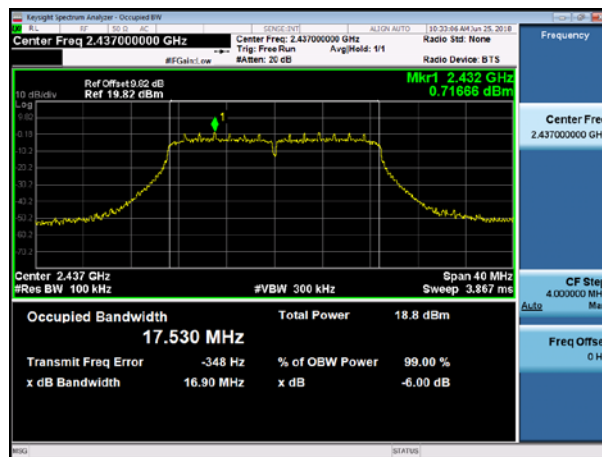 Keysight Spectrum Analyzer - Occupied BW
RL RF 50 Ω AC SENSE:INT ALIGN AUTO 10:33:06 AM Jun 25, 2018
Center Freq 2.437000000 GHz
Center Freq: 2.437000000 GHz
Radio Std: None
Frequency
Trig: Free Run Avg|Hold: 1/1
#IFGain:Low #Atten: 20 dB Radio Device: BTS
Ref Offset 9.82 dB
Mkr1 2.432 GHz
10 dB/div Ref 19.82 dBm 0.71666 dBm
Log
9.82
1
-0.18
-10.2
-20.2
-30.2
-40.2
-50.2
-60.2
-70.2
Center Fre
2.437000000 GH
Center 2.437 GHz Span 40 MHz
#Res BW 100 kHz #VBW 300 kHz Sweep 3.867 ms
CF Step
4.000000 MH
Auto Ma
Occupied Bandwidth Total Power 18.8 dBm
17.530 MHz
Freq Offse
0 H
Transmit Freq Error -348 Hz % of OBW Power 99.00 %
x dB Bandwidth 16.90 MHz x dB -6.00 dB
MSG STATUS